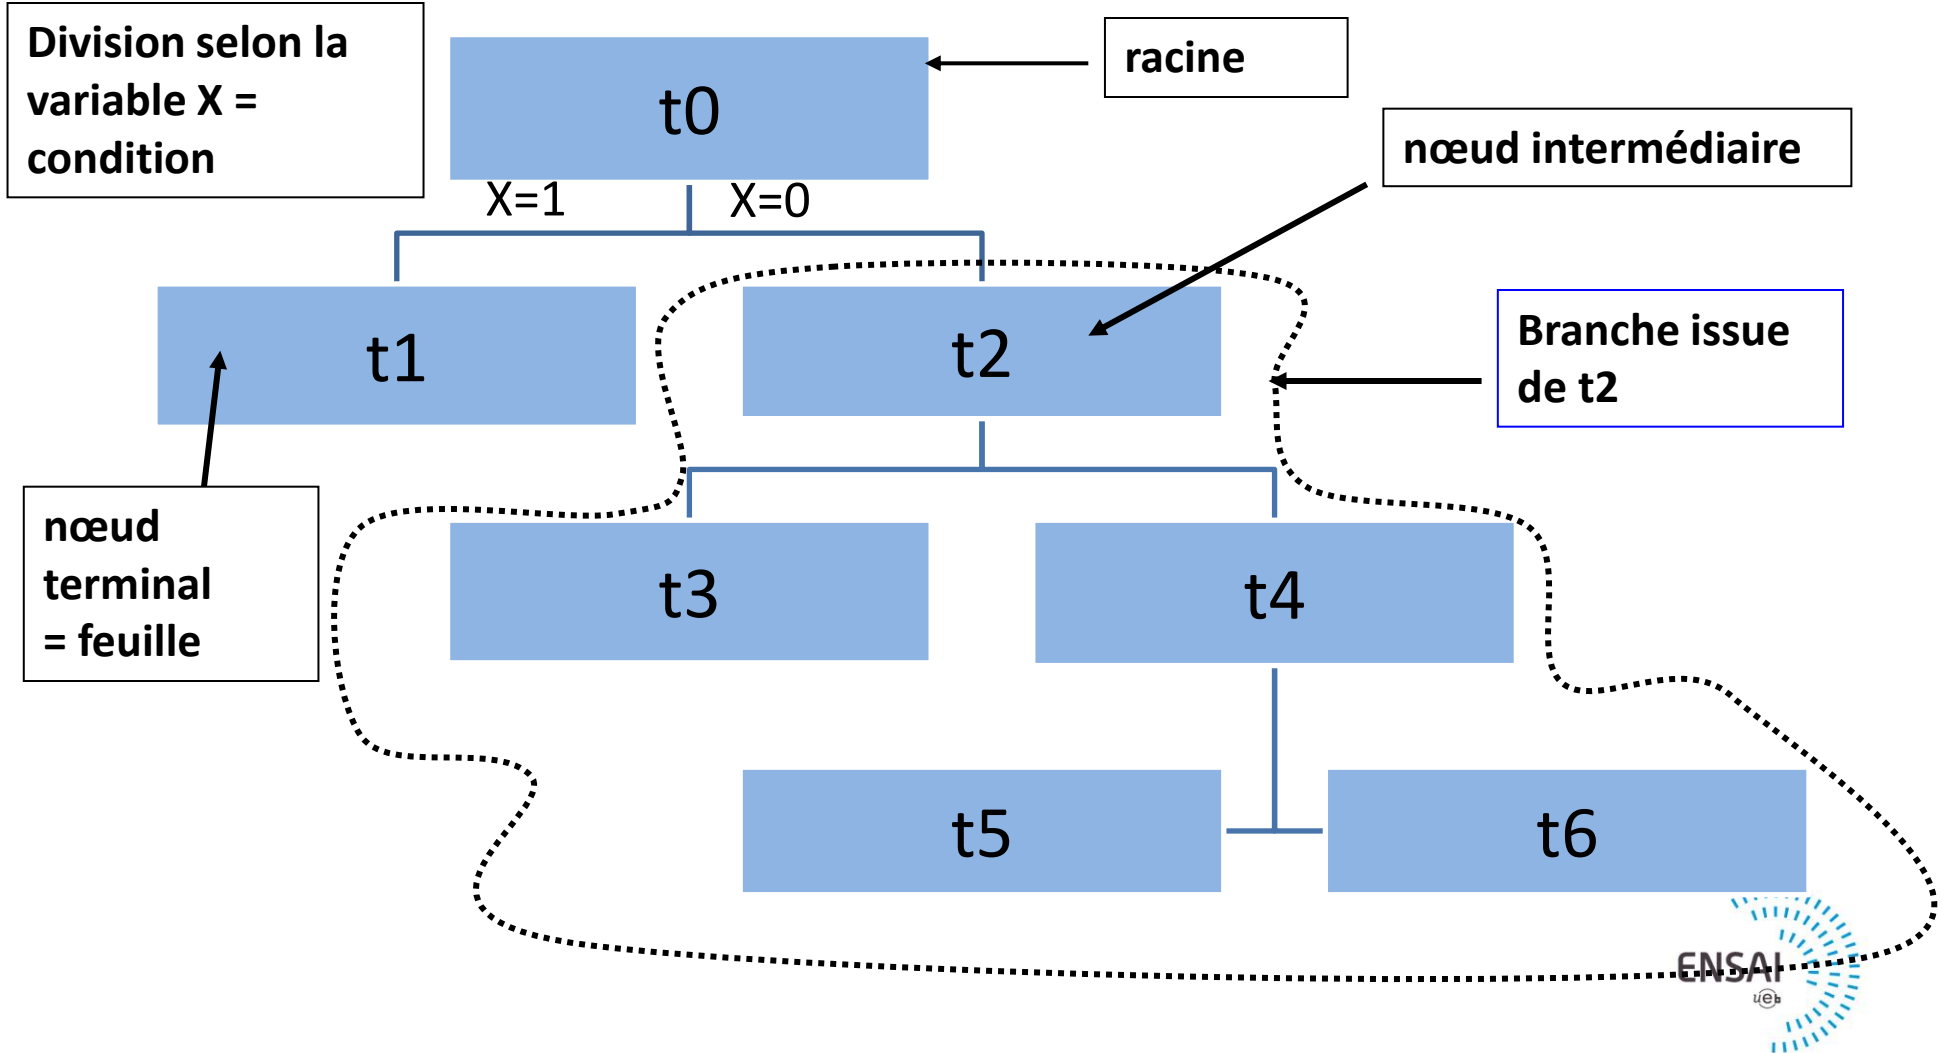 Division selon la
variable X =
condition
t0
racine
nœud intermédiaire
X=1
X=0
t1
t2
Branche issue
de t2
nœud
terminal
= feuille
t3
t4
t5
t6
ENSAI
ueb